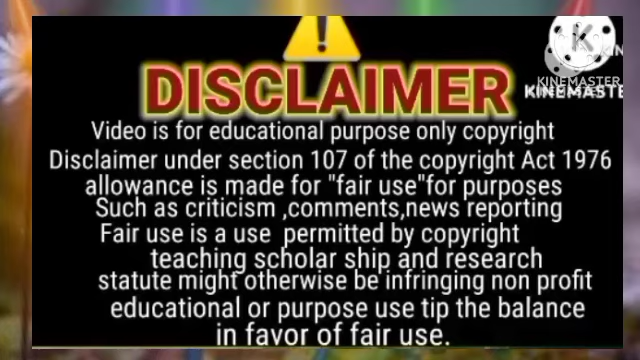 DISCLAIMER
KINEMASTER
KINEMASTE
Video is for educational purpose only copyright
Disclaimer under section 107 of the copyright Act 1976
allowance is made for "fair use"for purposes
Such as criticism ,comments,news reporting
Fair use is a use permitted by copyright
teaching scholar ship and research
statute might otherwise be infringing non profit
educational or purpose use tip the balance
in favor of fair use.